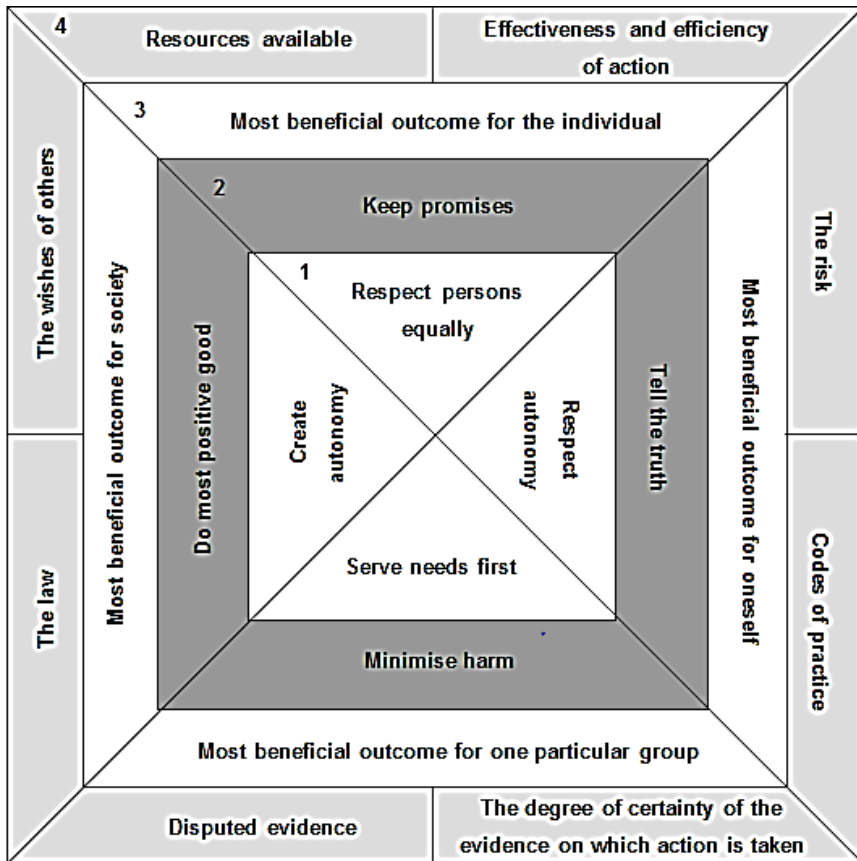 4
Resources available
Effectiveness and efficiency
of action
3
Most beneficial outcome for the individual
2
Keep promises
1
Respect persons
equally
The wishes of others
The law
Most beneficial outcome for society
Do most positive good
Create
autonomy
Respect
autonomy
Tell the truth
Most beneficial outcome for oneself
The risk
Codes of practice
Serve needs first
Minimise harm
Most beneficial outcome for one particular group
Disputed evidence
The degree of certainty of the
evidence on which action is taken